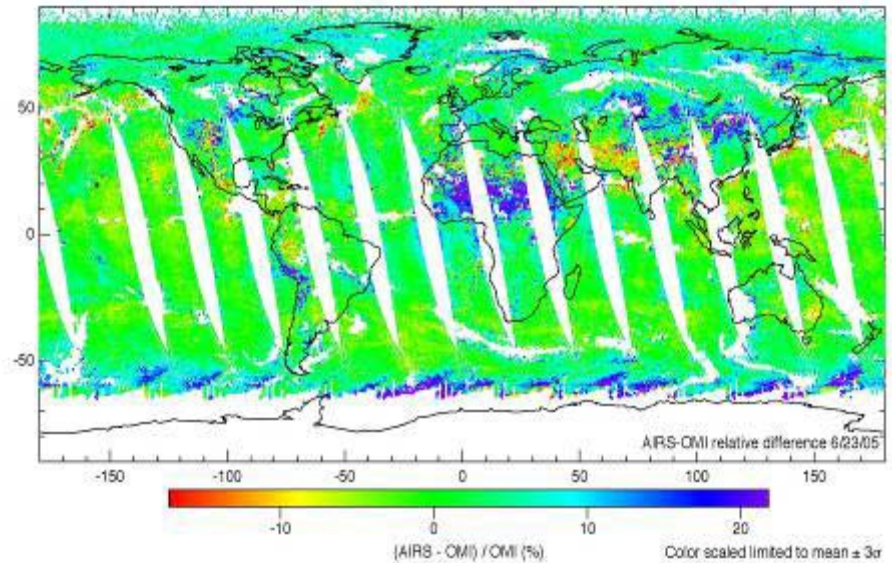 50
0
-50
AIRS-OMI relative difference 6/23/05
-150 -100 -50 0 50 100 150
-10 0 10 20
(AIRS - OMI) / OMI (%) Color scaled limited to mean ± 3σ